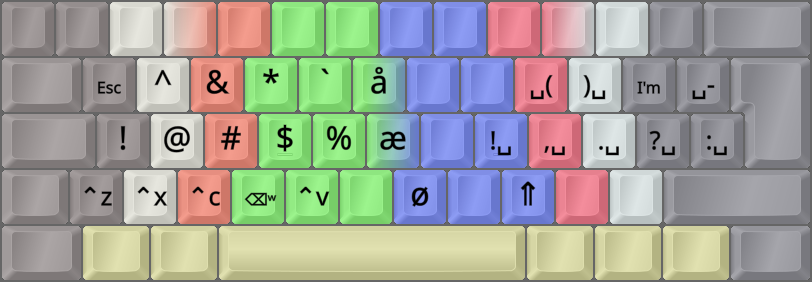 Esc ^ & * ` å ␣( )␣ I'm ␣-
! @ # $ % æ !␣ ,␣ .␣ ?␣ :␣
^z ^x ^c ⌫w ^v ø ⇑